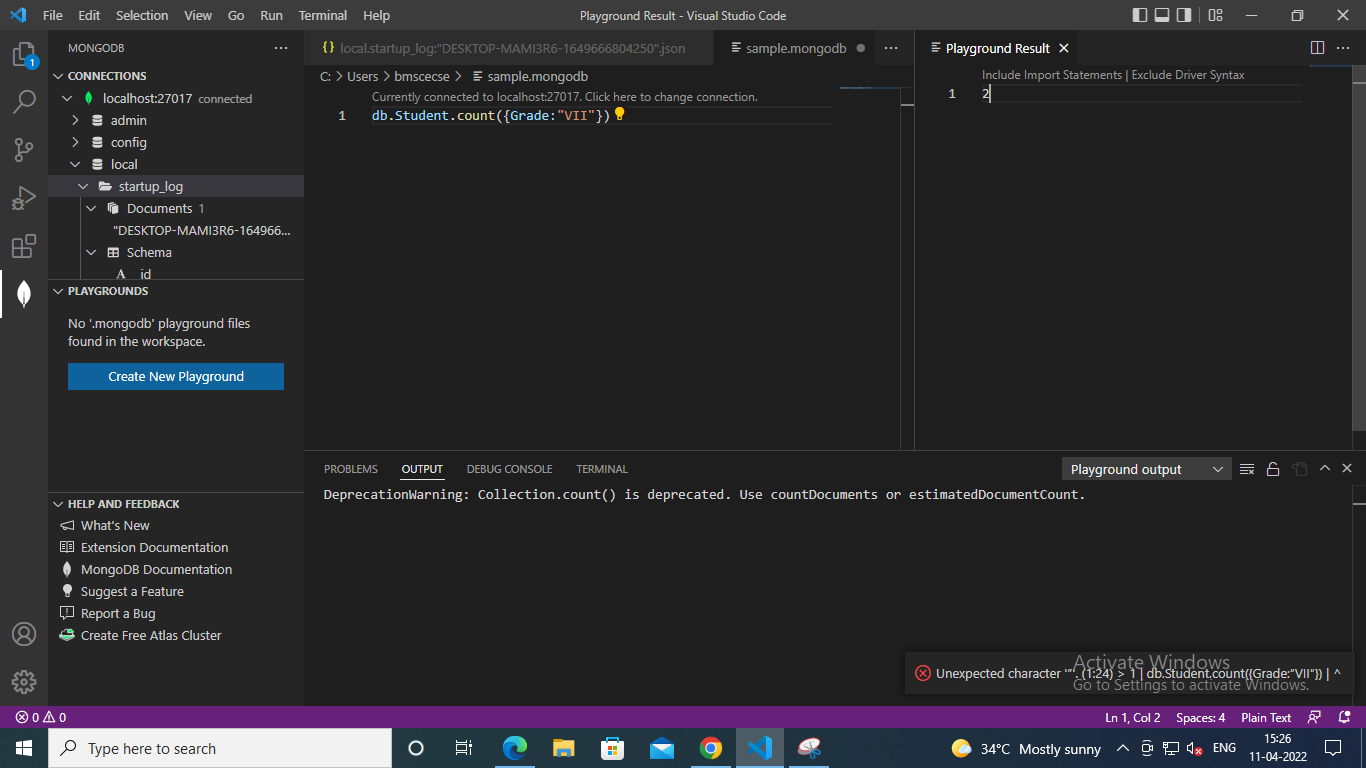 File Edit Selection View Go Run Terminal Help
Playground Result - Visual Studio Code
MONGODB
CONNECTIONS
localhost:27017 connected
admin
config
local
startup_log
Documents 1
"DESKTOP-MAMI3R6-164966...
Schema
_id
PLAYGROUNDS
No '.mongodb' playground files
found in the workspace.
Create New Playground
HELP AND FEEDBACK
What's New
Extension Documentation
MongoDB Documentation
Suggest a Feature
Report a Bug
Create Free Atlas Cluster
local.startup_log:"DESKTOP-MAMI3R6-1649666804250".json
sample.mongodb
C: > Users > bmscecse > sample.mongodb
Currently connected to localhost:27017. Click here to change connection.
1 db.Student.count({Grade:"VII"})
Playground Result
Include Import Statements | Exclude Driver Syntax
1 2
PROBLEMS OUTPUT DEBUG CONSOLE TERMINAL
Playground output
DeprecationWarning: Collection.count() is deprecated. Use countDocuments or estimatedDocumentCount.
Activate Windows
Go to Settings to activate Windows.
Unexpected character '”'. (1:24) > 1 | db.Student.count({Grade:”VII”}) | ^
1
0 0
Ln 1, Col 2 Spaces: 4 Plain Text
Type here to search
34°C Mostly sunny
ENG
15:26
11-04-2022